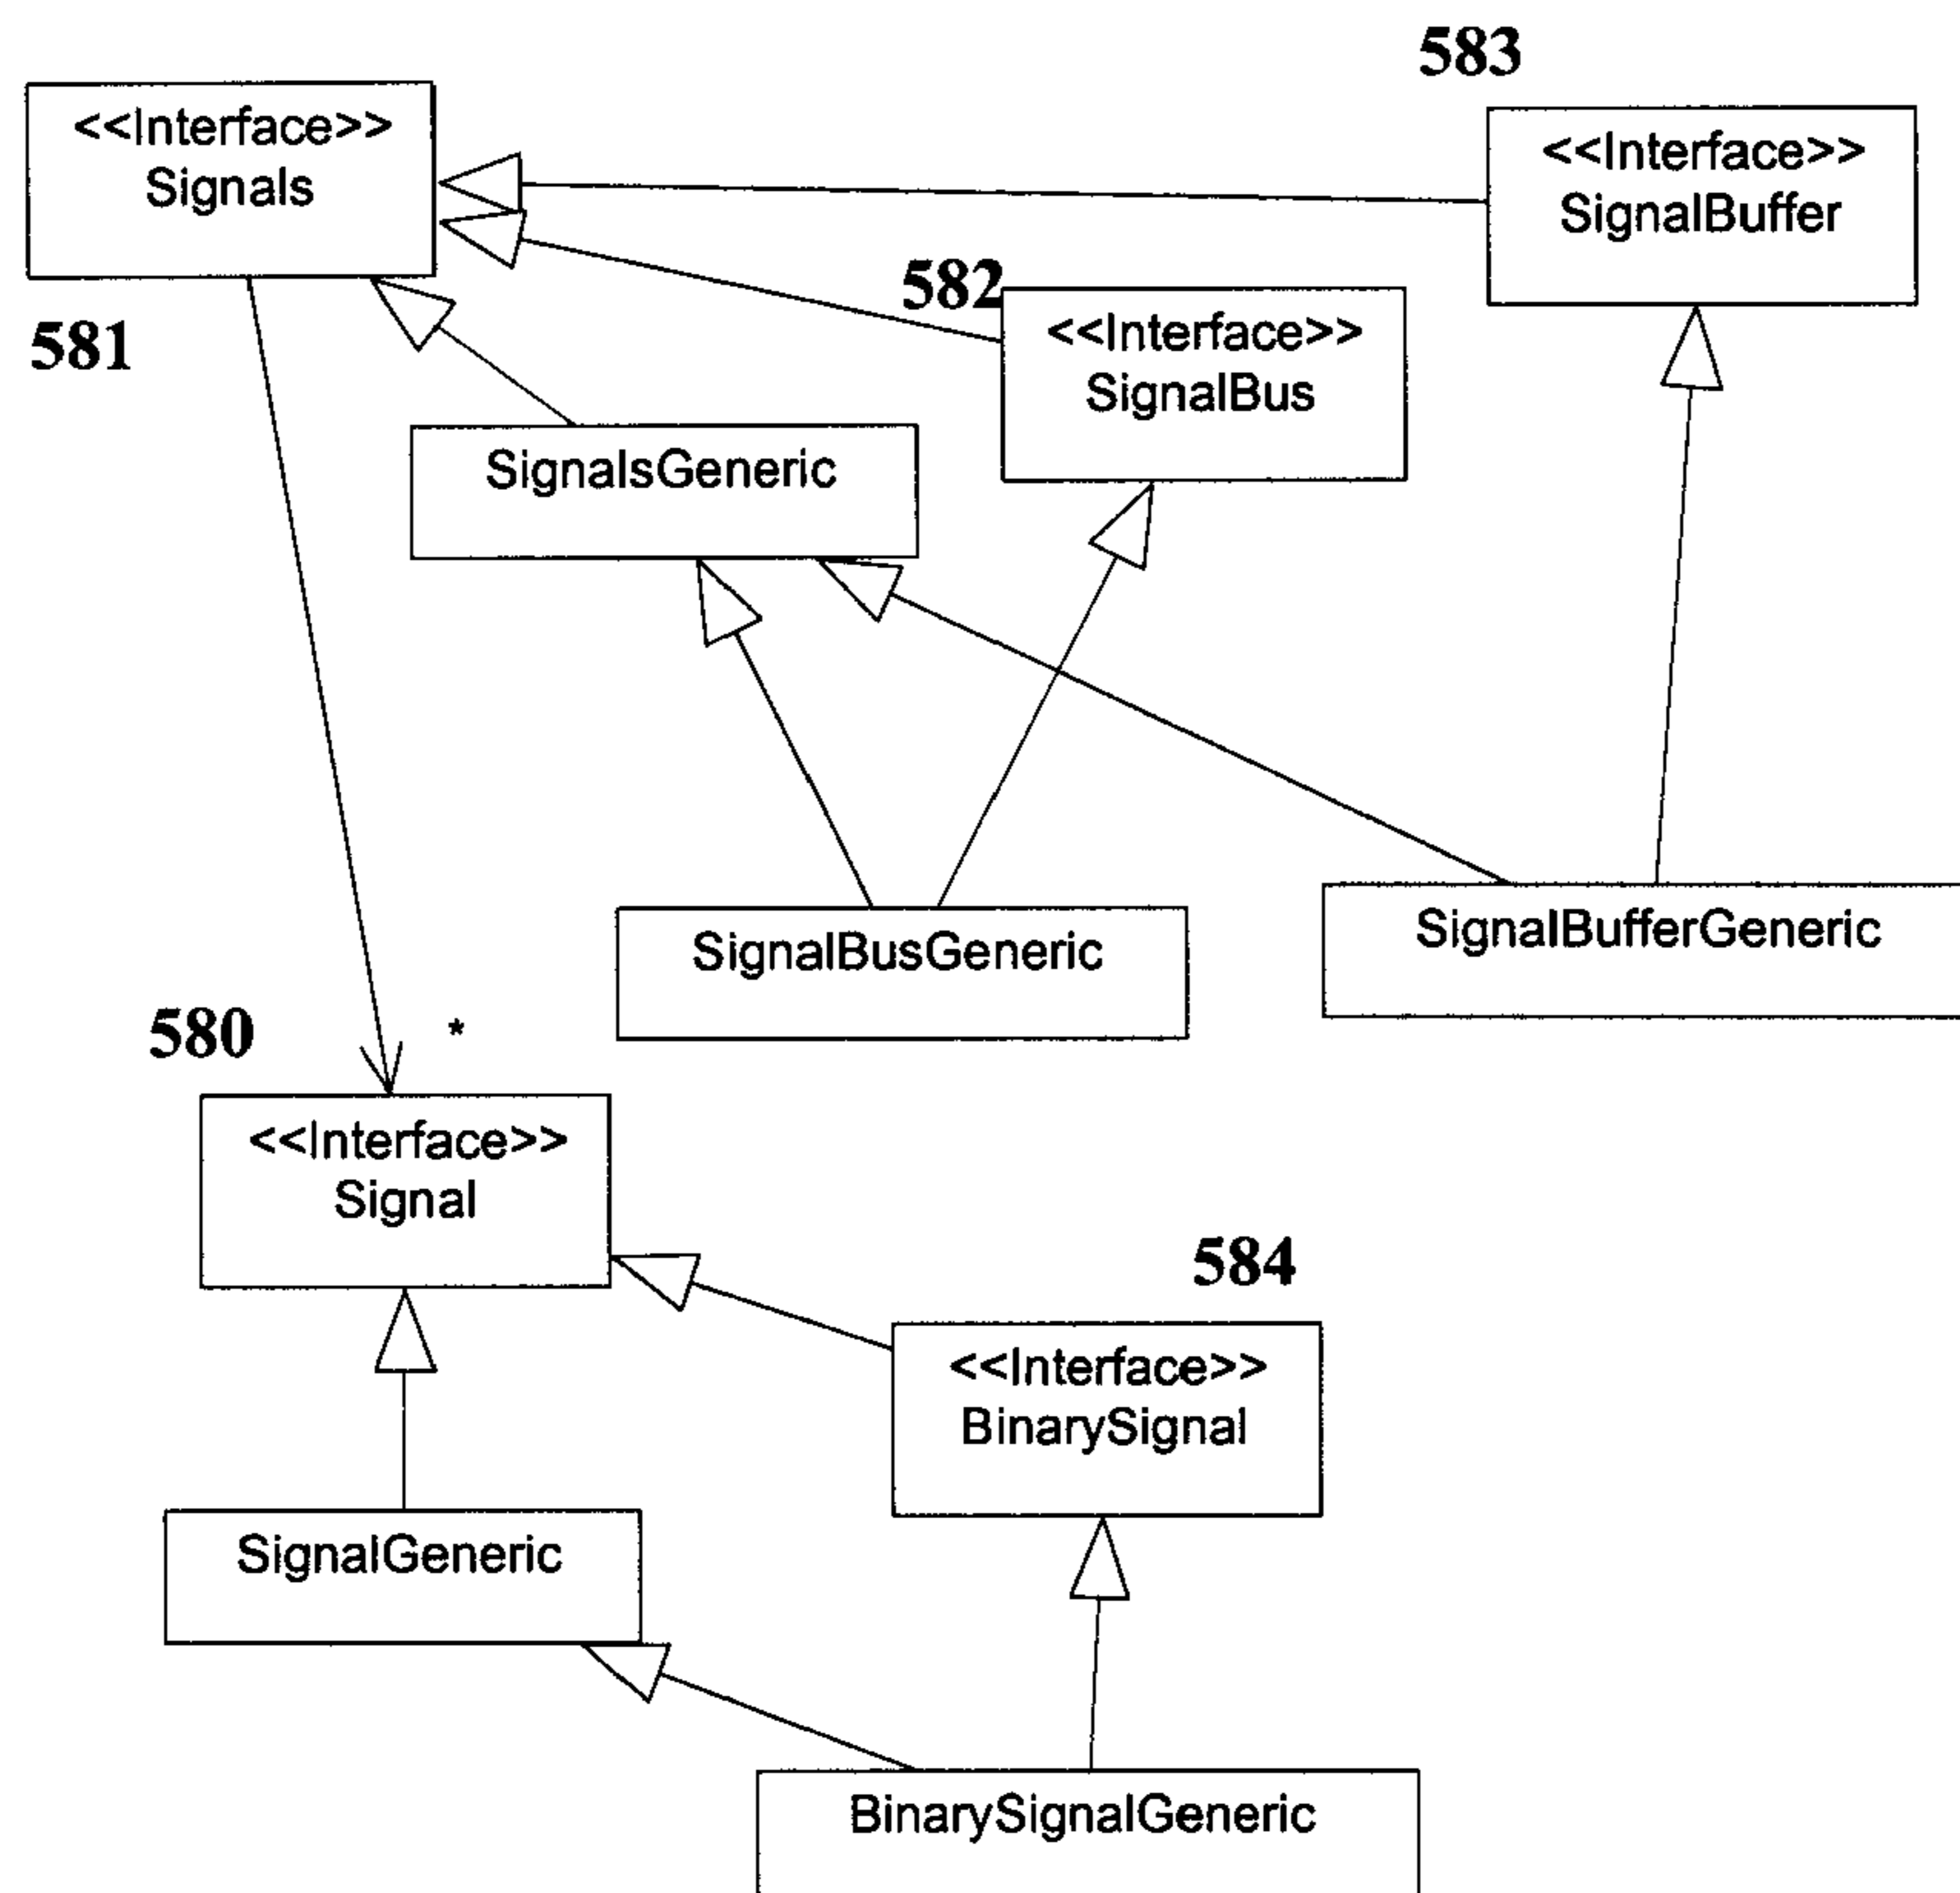 583
<<Interface>>
Signals
<<Interface>>
SignalBuffer
582
<<Interface>>
SignalBus
581
SignalsGeneric
SignalBusGeneric
SignalBufferGeneric
580
*
<<Interface>>
Signal
584
<<Interface>>
BinarySignal
SignalGeneric
BinarySignalGeneric